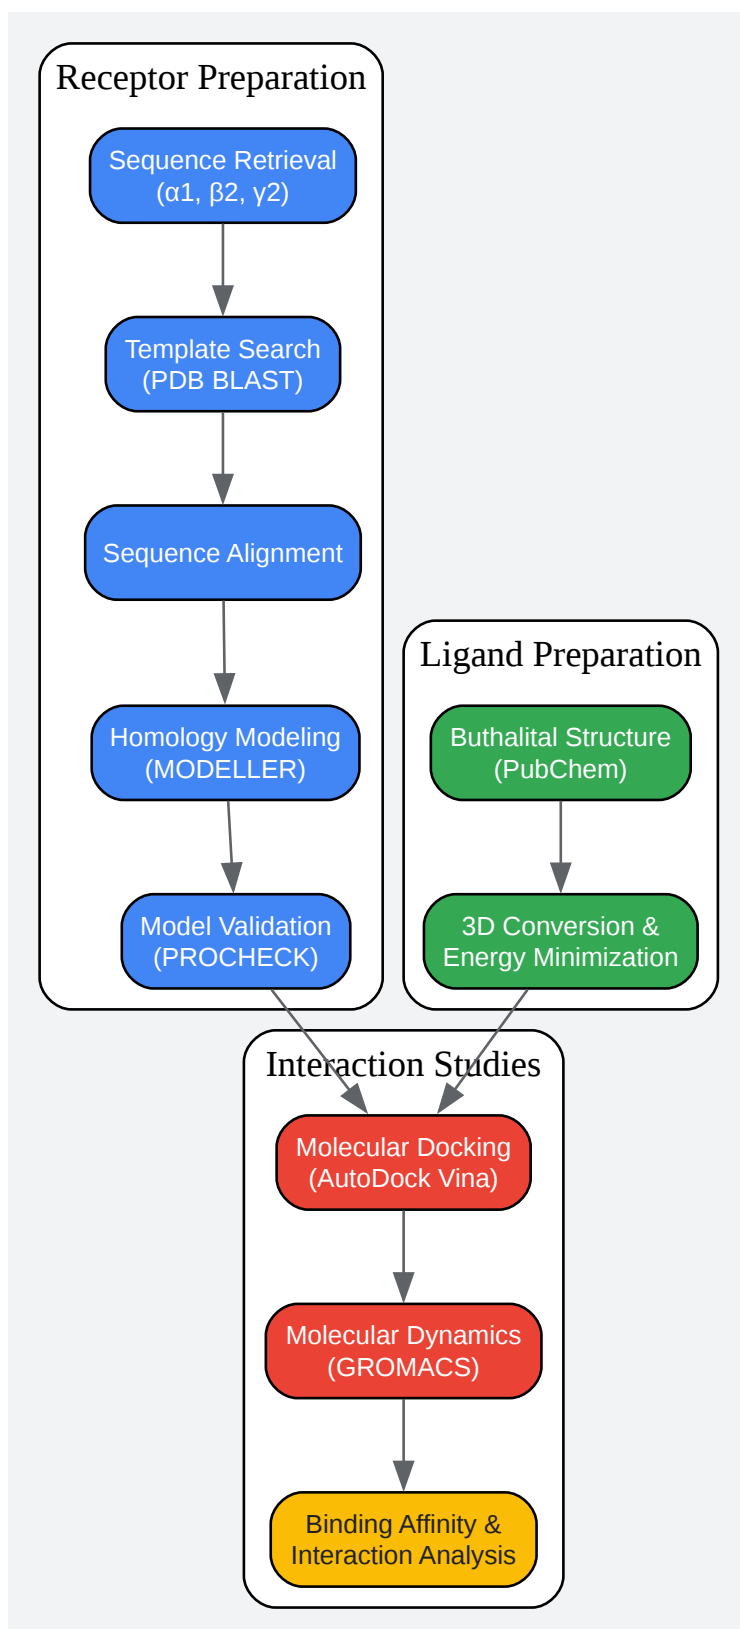 Receptor Preparation
Sequence Retrieval
(α1, β2, γ2)
Template Search
(PDB BLAST)
Sequence Alignment
Homology Modeling
(MODELLER)
Model Validation
(PROCHECK)
Ligand Preparation
Buthalital Structure
(PubChem)
3D Conversion &
Energy Minimization
Interaction Studies
Molecular Docking
(AutoDock Vina)
Molecular Dynamics
(GROMACS)
Binding Affinity &
Interaction Analysis